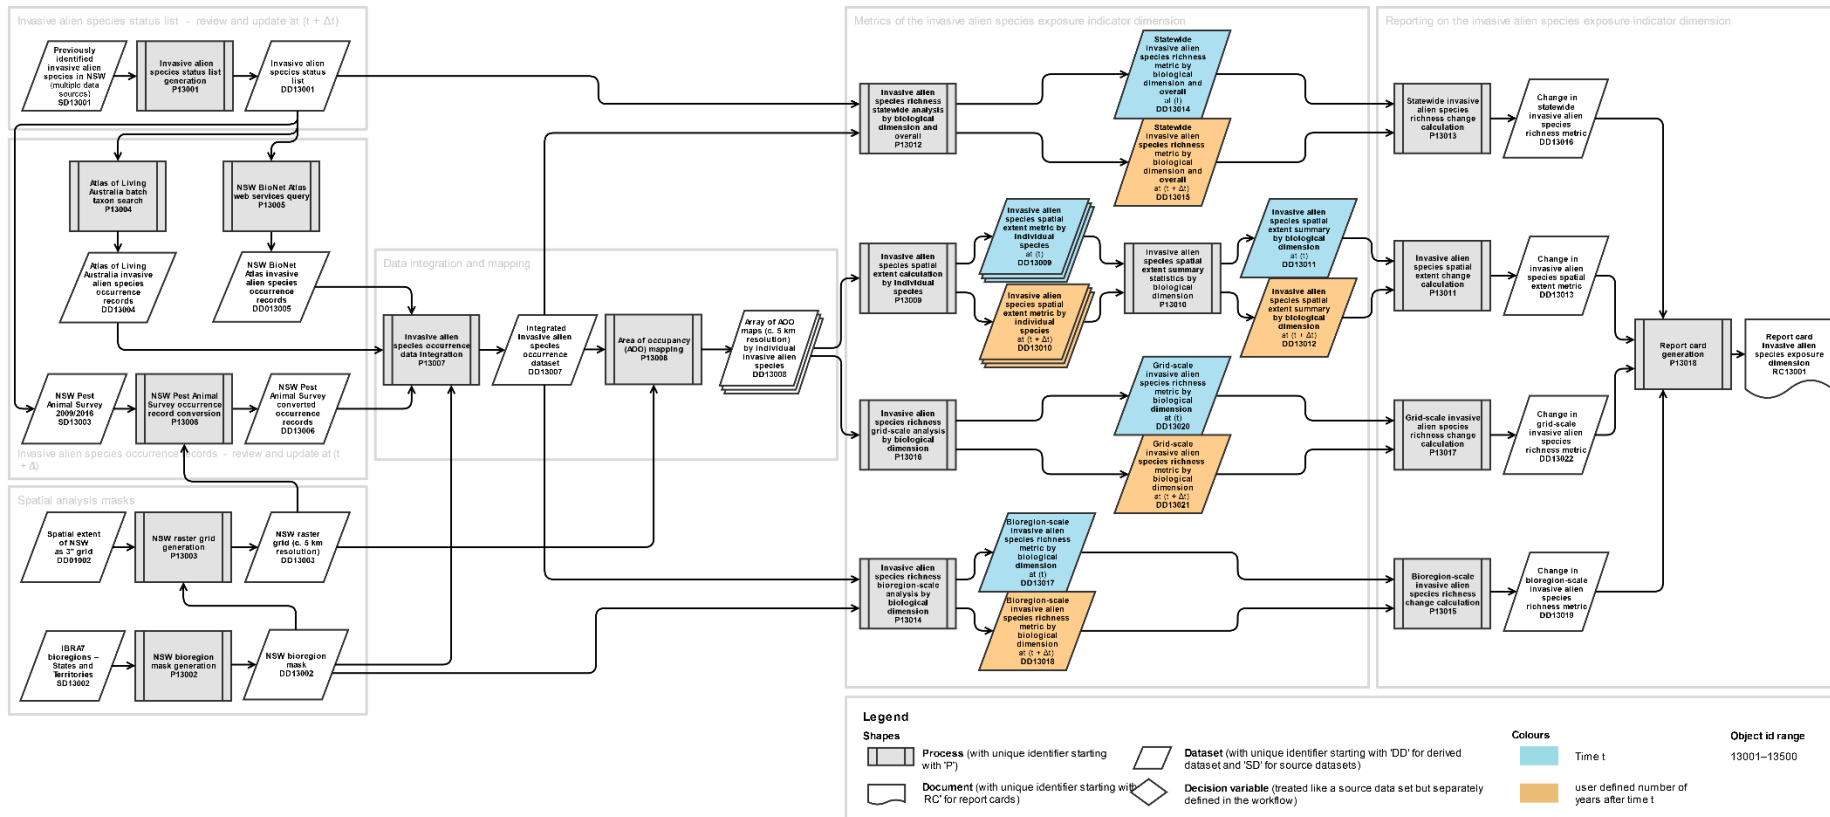 Invasive alien species status list - review and update at (t + Δt)
Previously
identified
invasive alien
species in NSW
(multiple data
sources)
SD13001
Invasive alien
species status list
generation
P13001
Invasive alien
species status
list
DD13001
Atlas of Living
Australia batch
taxon search
P13004
NSW BioNet Atlas
web services query
P13005
Atlas of Living
Australia invasive
alien species
occurrence
records
DD13004
NSW BioNet
Atlas invasive
alien species
occurrence
records
DD013005
NSW Pest
Animal Survey
2009/2016
SD13003
NSW Pest Animal
Survey occurrence
record conversion
P13006
NSW Pest
Animal Survey
converted
occurrence
records
DD13006
Invasive alien species occurrence records - review and update at (t
+ Δ)
Spatial analysis masks
Spatial extent
of NSW
as 3" grid
DD01002
NSW raster grid
generation
P13003
NSW raster
grid (c. 5 km
resolution)
DD13003
IBRA7
bioregions –
States and
Territories
SD13002
NSW bioregion
mask generation
P13002
NSW bioregion
mask
DD13002
Data integration and mapping
Invasive alien
species occurrence
data integration
P13007
Integrated
invasive alien
species
occurrence
dataset
DD13007
Area of occupancy
(AOO) mapping
P13008
Array of AOO
maps (c. 5 km
resolution)
by individual
invasive alien
species
DD13008
Metrics of the invasive alien species exposure indicator dimension
Invasive alien
species richness
statewide analysis
by biological
dimension and
overall
P13012
Statewide
invasive alien
species richness
metric by
biological
dimension and
overall
at (t)
DD13014
Statewide
invasive alien
species richness
metric by
biological
dimension and
overall
at (t + Δt)
DD13015
Invasive alien
species spatial
extent calculation
by individual
species
P13009
Invasive alien
species spatial
extent metric by
individual
species
at (t)
DD13009
Invasive alien
species spatial
extent metric by
individual
species
at (t + Δt)
DD13010
Invasive alien
species spatial
extent summary
statistics by
biological
dimension
P13010
Invasive alien
species spatial
extent summary
by biological
dimension
at (t)
DD13011
Invasive alien
species spatial
extent summary
by biological
dimension
at (t + Δt)
DD13012
Invasive alien
species richness
grid-scale analysis
by biological
dimension
P13016
Grid-scale
invasive alien
species richness
metric by
biological
dimension
at (t)
DD13020
Grid-scale
invasive alien
species richness
metric by
biological
dimension
at (t + Δt)
DD13021
Invasive alien
species richness
bioregion-scale
analysis by
biological
dimension
P13014
Bioregion-scale
invasive alien
species richness
metric by
biological
dimension
at (t)
DD13017
Bioregion-scale
invasive alien
species richness
metric by
biological
dimension
at (t + Δt)
DD13018
Reporting on the invasive alien species exposure indicator dimension
Statewide invasive
alien species
richness change
calculation
P13013
Change in
statewide
invasive alien
species
richness metric
DD13016
Invasive alien
species spatial
extent change
calculation
P13011
Change in
invasive alien
species spatial
extent metric
DD13013
Grid-scale invasive
alien species
richness change
calculation
P13017
Change in
grid-scale
invasive alien
species
richness metric
DD13022
Bioregion-scale
invasive alien
species richness
change calculation
P13015
Change in
bioregion-scale
invasive alien
species
richness metric
DD13019
Report card
generation
P13018
Report card
Invasive alien
species exposure
dimension
RC13001
Legend
Shapes
Process (with unique identifier starting
with 'P')
Document (with unique identifier starting with
'RC' for report cards)
Dataset (with unique identifier starting with 'DD' for derived
dataset and 'SD' for source datasets)
Decision variable (treated like a source data set but separately
defined in the workflow)
Colours
Time t
user defined number of
years after time t
Object id range
13001–13500